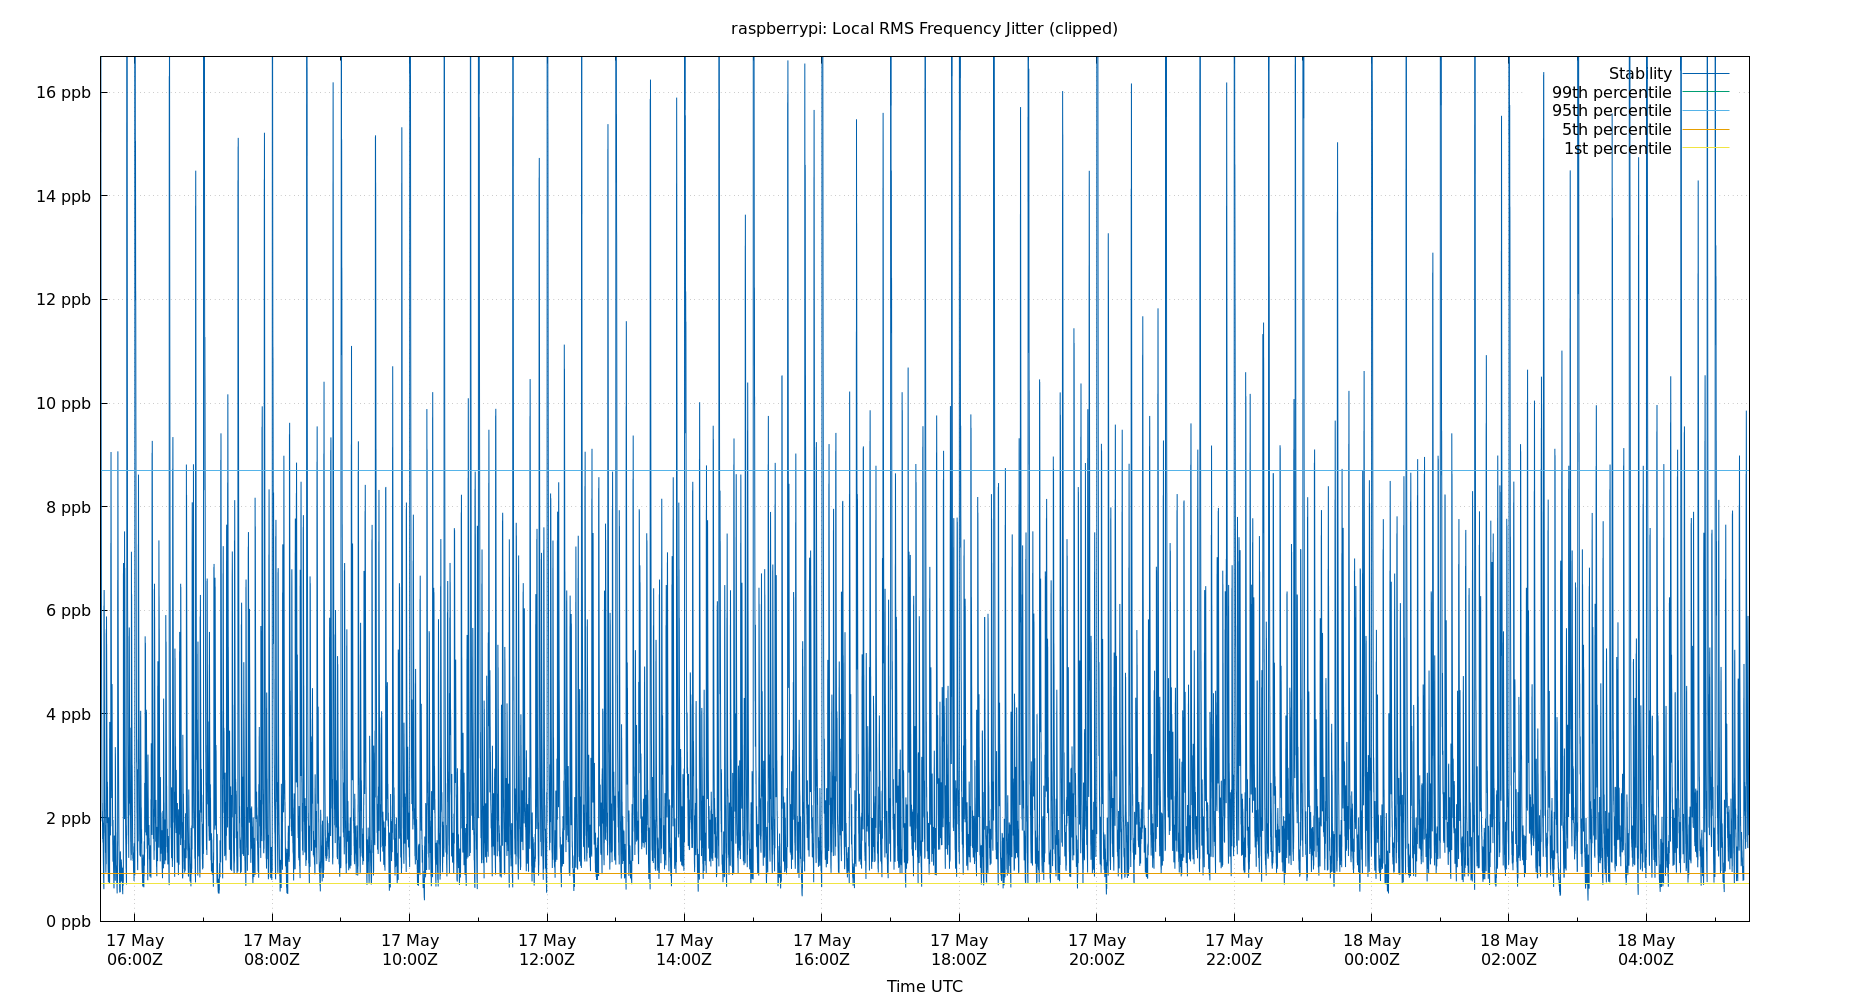 raspberrypi: Local RMS Frequency Jitter (clipped)
Stability
99th percentile
95th percentile
5th percentile
1st percentile
16 ppb
14 ppb
12 ppb
10 ppb
8 ppb
6 ppb
4 ppb
2 ppb
0 ppb
17 May 17 May 17 May 17 May 17 May 17 May 17 May 17 May 17 May 18 May 18 May 18 May
06:00Z 08:00Z 10:00Z 12:00Z 14:00Z 16:00Z 18:00Z 20:00Z 22:00Z 00:00Z 02:00Z 04:00Z
Time UTC